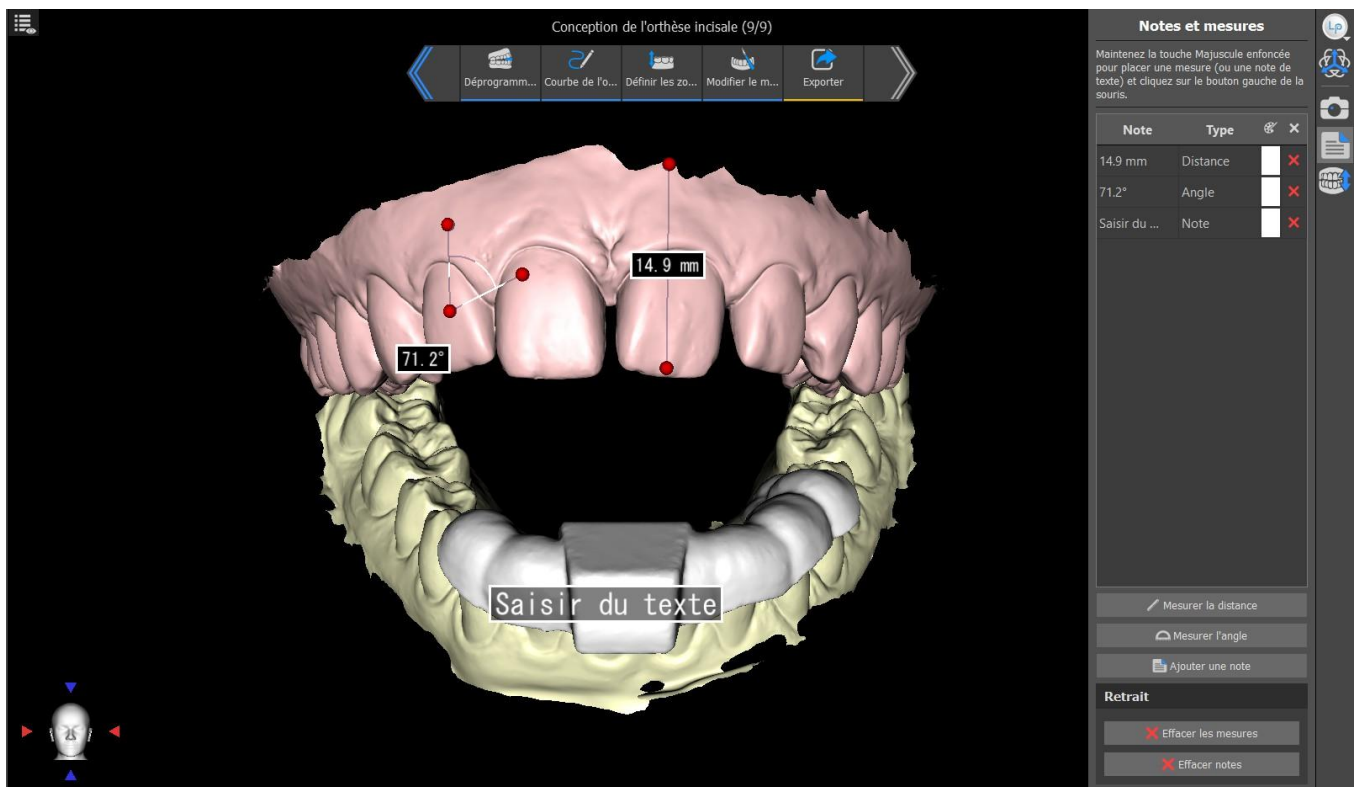 Conception de l'orthèse incisale (9/9)
Déprogramm...
Courbe de l'o...
Définir les zo...
Modifier le m...
Exporter
14.9 mm
71.2°
Saisir du texte
Notes et mesures
Maintenez la touche Majuscule enfoncée
pour placer une mesure (ou une note de
texte) et cliquez sur le bouton gauche de la
souris.
Note Type
14.9 mm Distance
71.2° Angle
Saisir du ... Note
Mesurer la distance
Mesurer l'angle
Ajouter une note
Retrait
Effacer les mesures
Effacer notes
Lp